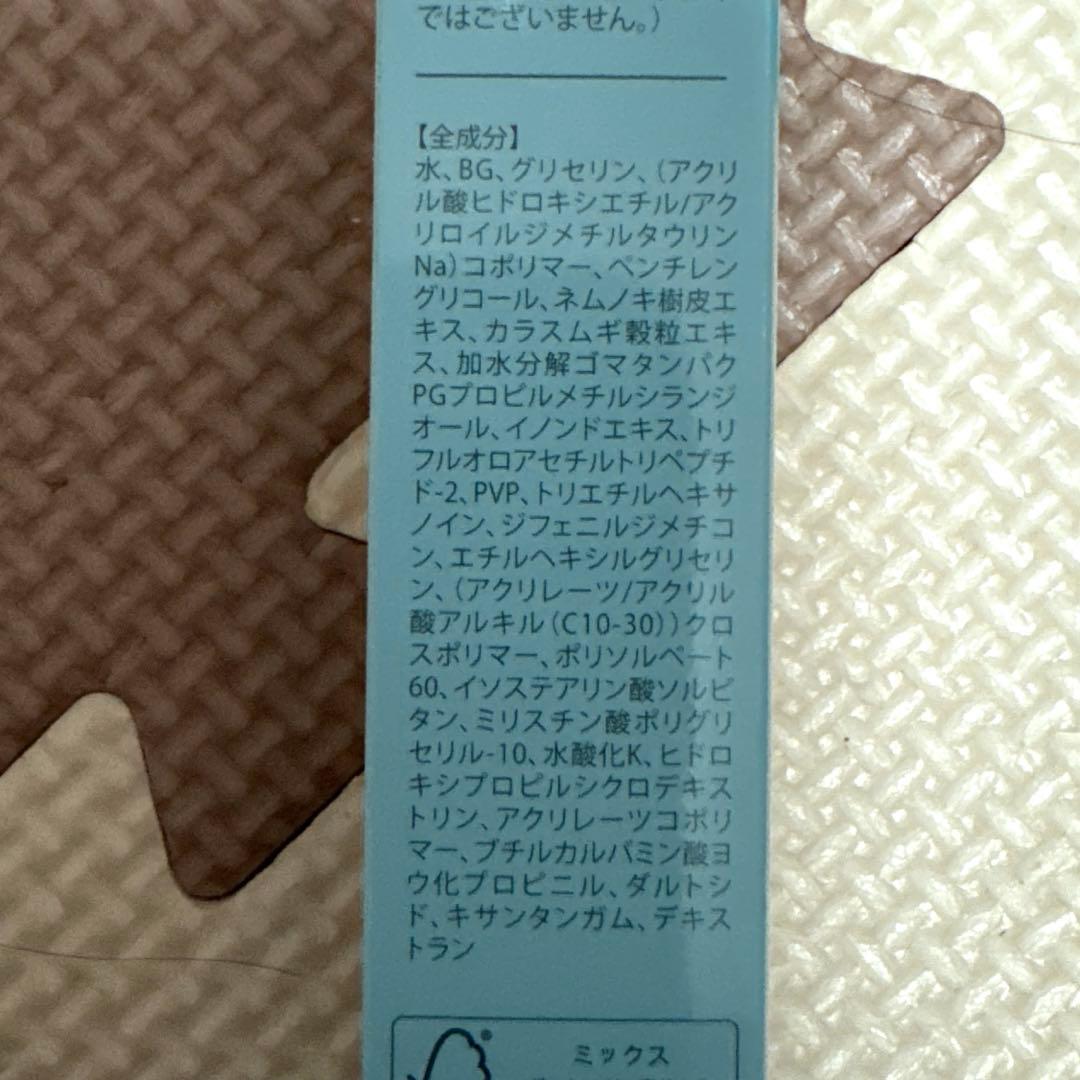 ではございません。)
【全成分】
水、BG、グリセリン、(アクリ
ル酸ヒドロキシエチル/アク
リロイルジメチルタウリン
Na)コポリマー、ペンチレン
グリコール、ネムノキ樹皮エ
キス、カラスムギ穀粒エキ
ス、加水分解ゴマタンパク
PGプロピルメチルシランジ
オール、イノンドエキス、トリ
フルオロアセチルトリペプチ
ド-2、PVP、トリエチルヘキサ
ノイン、ジフェニルジメチコ
ン、エチルヘキシルグリセリ
ン、(アクリレーツ/アクリル
酸アルキル(C10-30))クロ
スポリマー、ポリソルベート
60、イソステアリン酸ソルビ
タン、ミリスチン酸ポリグリ
セリル-10、水酸化K、ヒドロ
キシプロピルシクロデキス
トリン、アクリレーツコポリ
マー、ブチルカルバミン酸ヨ
ウ化プロピニル、ダルトシ
ド、キサンタンガム、デキス
トラン
ミックス